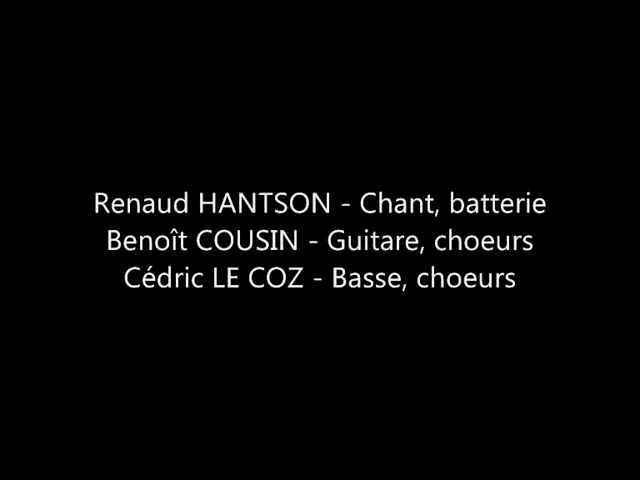 Renaud HANTSON - Chant, batterie
Benoît COUSIN - Guitare, choeurs
Cédric LE COZ - Basse, choeurs